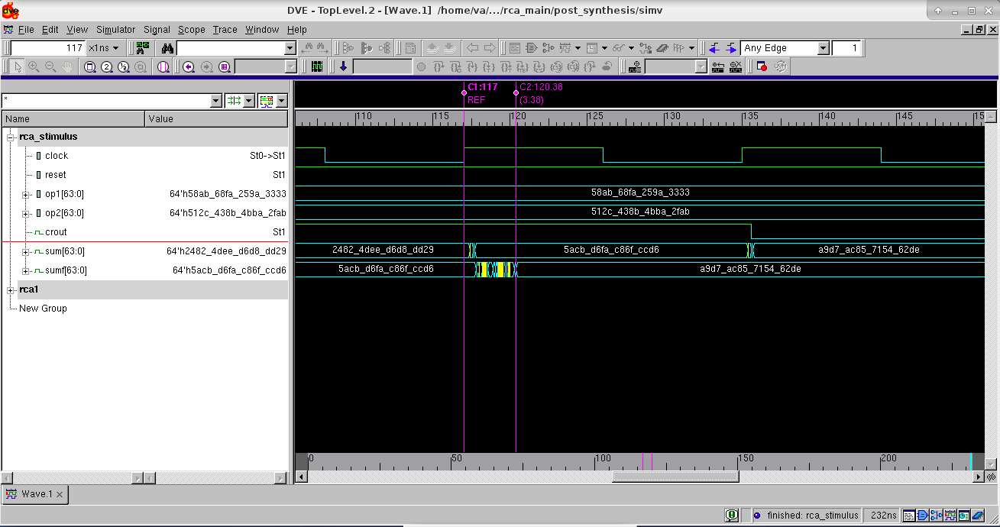 dve
DVE - TopLevel.2 - [Wave.1] /home/va/.../rca_main/post_synthesis/simv
File Edit View Simulator Signal Scope Trace Window Help
117 x1ns Any Edge 1
C1:117 C2:120.38
REF (3.38)
*
Name Value
110 115 120 125 130 135 140 145 15
rca_stimulus
clock St0->St1
reset St1
op1[63:0] 64'h58ab_68fa_259a_3333 58ab_68fa_259a_3333
op2[63:0] 64'h512c_438b_4bba_2fab 512c_438b_4bba_2fab
crout St1
sum[63:0] 64'h2482_4dee_d6d8_dd29 2482_4dee_d6d8_dd29 5acb_d6fa_c86f_ccd6 a9d7_ac85_7154_62de
sumf[63:0] 64'h5acb_d6fa_c86f_ccd6 5acb_d6fa_c86f_ccd6 a9d7_ac85_7154_62de
rca1
New Group
0 50 100 150 200
Wave.1
finished: rca_stimulus 232ns